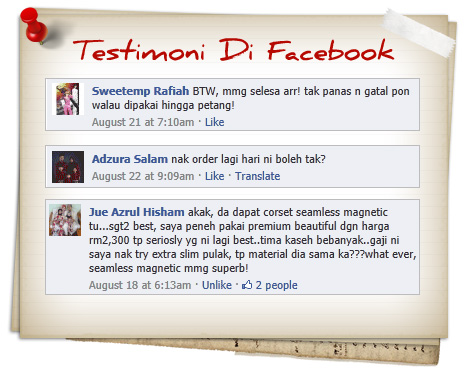 Testimoni Di Facebook
Sweetemp Rafiah BTW, mmg selesa arr! tak panas n gatal pon
walau dipakai hingga petang!
August 21 at 7:10am · Like
Adzura Salam nak order lagi hari ni boleh tak?
August 22 at 9:09am · Like · Translate
Jue Azrul Hisham akak, da dapat corset seamless magnetic
tu...sgt2 best, saya peneh pakai premium beautiful dgn harga
rm2,300 tp seriosly yg ni lagi best..tima kaseh bebanyak..gaji ni
saya nak try extra slim pulak, tp material dia sama ka???what ever,
seamless magnetic mmg superb!
August 18 at 6:13am · Unlike · 2 people